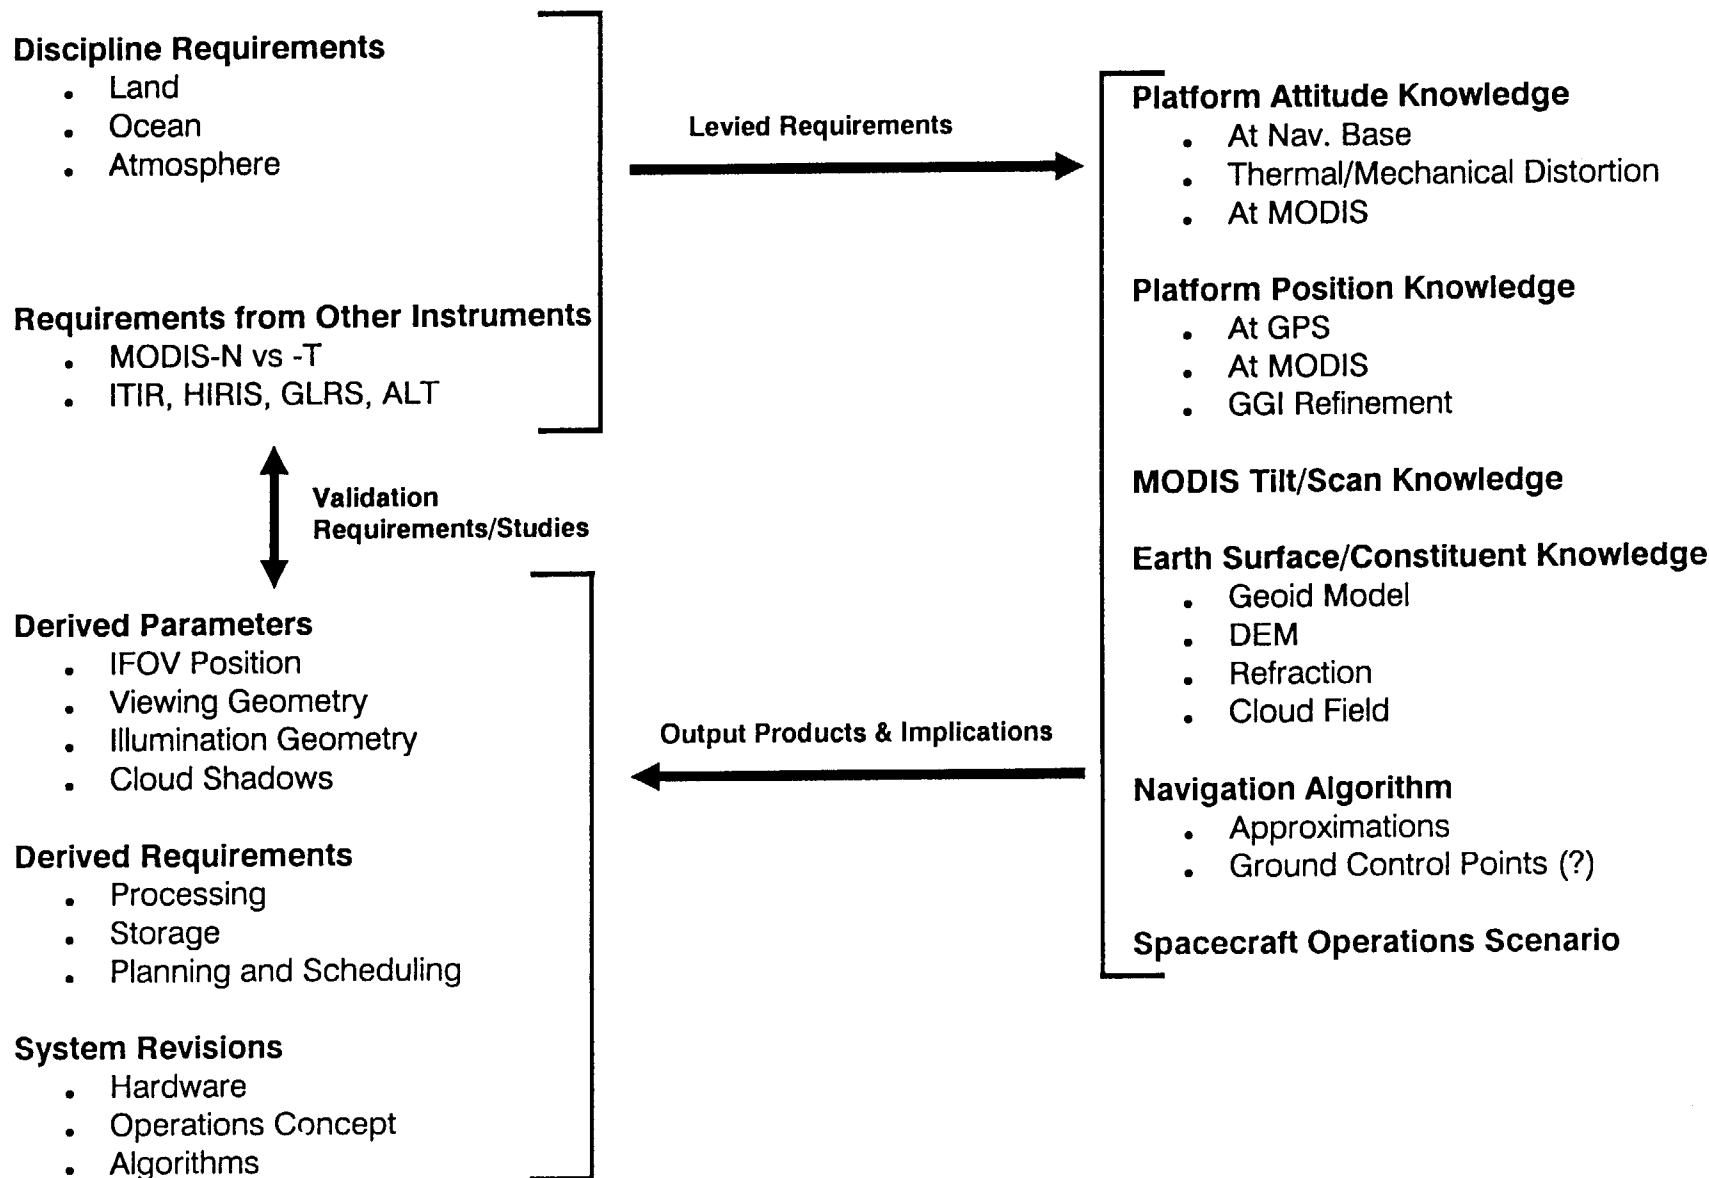 Discipline Requirements
• Land
• Ocean
• Atmosphere
Requirements from Other Instruments
• MODIS-N vs -T
• ITIR, HIRIS, GLRS, ALT
Levied Requirements
Platform Attitude Knowledge
• At Nav. Base
• Thermal/Mechanical Distortion
• At MODIS
Platform Position Knowledge
• At GPS
• At MODIS
• GGI Refinement
MODIS Tilt/Scan Knowledge
Earth Surface/Constituent Knowledge
• Geoid Model
• DEM
• Refraction
• Cloud Field
Navigation Algorithm
• Approximations
• Ground Control Points (?)
Spacecraft Operations Scenario
Output Products & Implications
Validation
Requirements/Studies
Derived Parameters
• IFOV Position
• Viewing Geometry
• Illumination Geometry
• Cloud Shadows
Derived Requirements
• Processing
• Storage
• Planning and Scheduling
System Revisions
• Hardware
• Operations Concept
• Algorithms